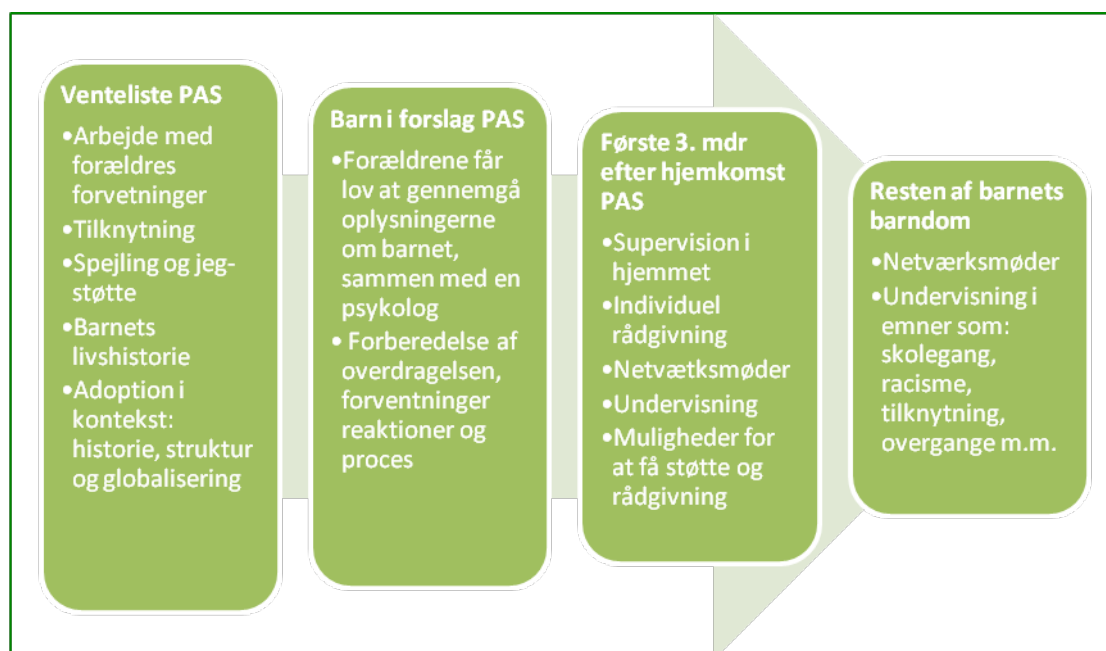 Venteliste PAS
•Arbejde med
forældres
forvetninger
•Tilknytning
•Spejling og jeg-
støtte
•Barnets
livshistorie
•Adoption i
kontekst:
historie, struktur
og globalisering
Barn i forslag PAS
•Forældrene får
lov at gennemgå
oplysningerne
om barnet,
sammen med en
psykolog
• Forberedelse af
overdragelsen,
forventninger
reaktioner og
proces
Første 3. mdr
efter hjemkomst
PAS
•Supervision i
hjemmet
•Individuel
rådgivning
•Netvætksmøder
•Undervisning
•Muligheder for
at få støtte og
rådgivning
Resten af barnets
barndom
•Netværksmøder
•Undervisning i
emner som:
skolegang,
racisme,
tilknytning,
overgange m.m.